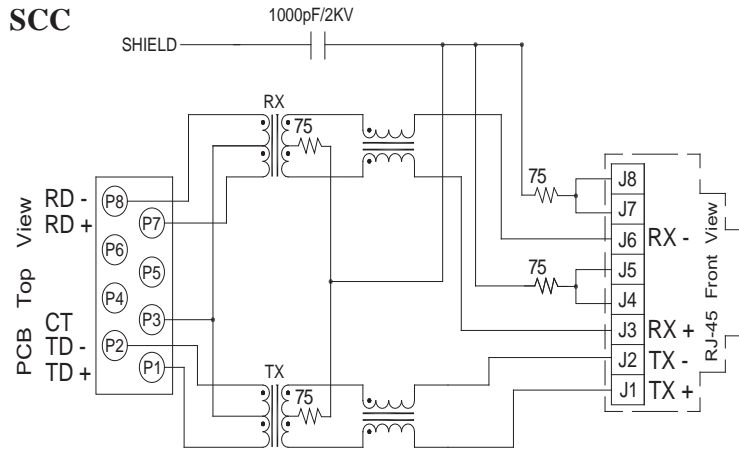 SCC
1000pF/2KV
SHIELD
RX
75
75
J8
J7
J6 RX -
75
J5
J4
J3 RX +
J2 TX -
J1 TX +
RJ-45 Front View
PCB Top View
RD - P8
RD + P7
P6
P5
P4
CT P3
TD - P2
TD + P1
TX
75